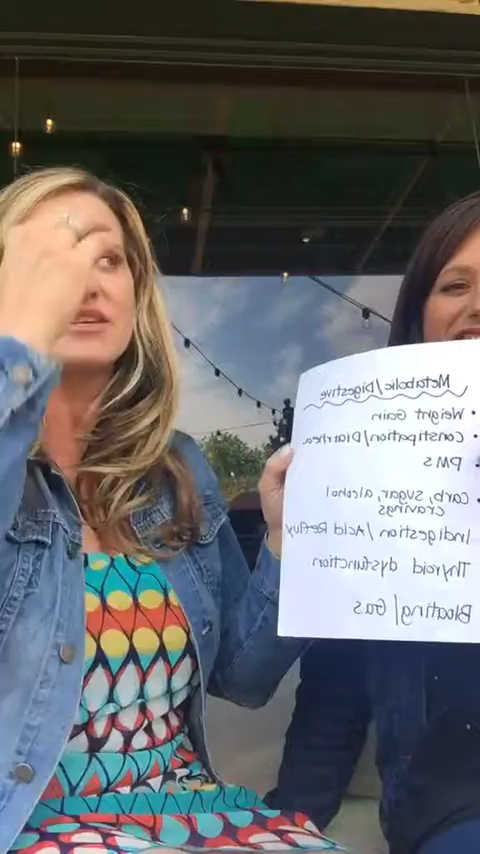 Metabolic/Digestive
• Weight Gain
• Constipation/Diarrhea
• PMS
• carb, sugar, alcohol
cravings
Indigestion/Acid Reflux
Thyroid dysfunction
Bloating/Gas